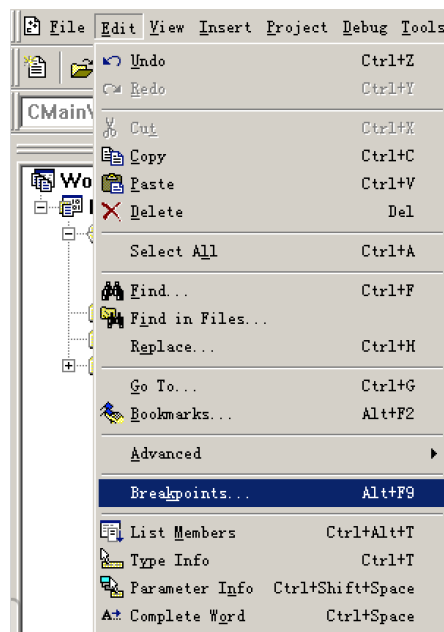 File Edit View Insert Project Debug Tools
Undo Ctrl+Z
Redo Ctrl+Y
CMain
Cut Ctrl+X
Copy Ctrl+C
Wo
Paste Ctrl+V
Delete Del
Select All Ctrl+A
Find... Ctrl+F
Find in Files...
Replace... Ctrl+H
Go To... Ctrl+G
Bookmarks... Alt+F2
Advanced
Breakpoints... Alt+F9
List Members Ctrl+Alt+T
Type Info Ctrl+T
Parameter Info Ctrl+Shift+Space
Complete Word Ctrl+Space